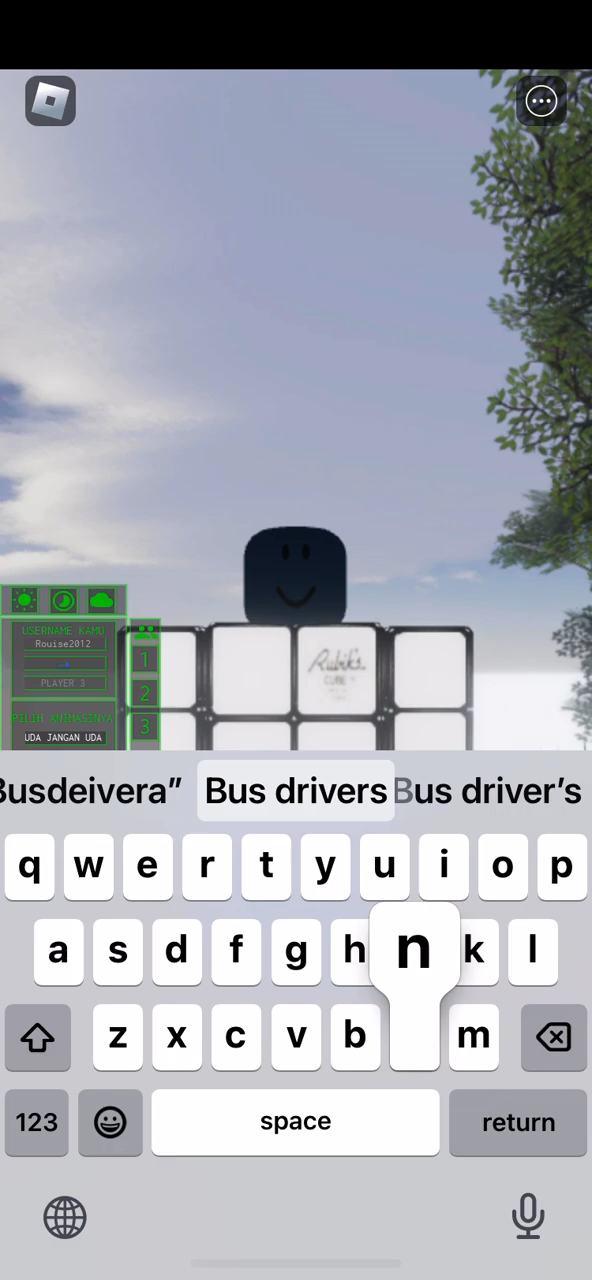 USERNAME KAMU
Rouise2012
PLAYER 3
PILIH ANIMASINYA
UDA JANGAN UDA
1
2
3
Rubik's
CUBE
Busdeivera”
Bus drivers
Bus driver’s
q w e r t y u i o p
a s d f g h n k l
z x c v b m
123 space return